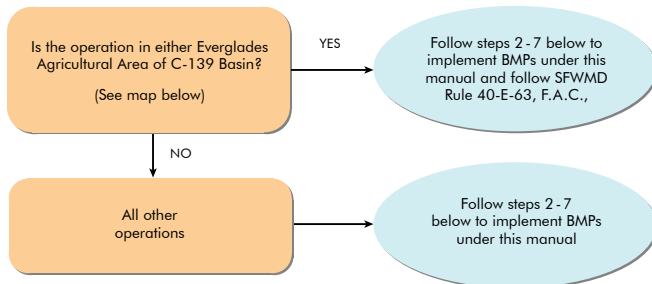 Is the operation in either Everglades
Agricultural Area of C-139 Basin?
(See map below)
YES
Follow steps 2 - 7 below to
implement BMPs under this
manual and follow SFWMD
Rule 40-E-63, F.A.C.,
NO
All other
operations
Follow steps 2 - 7
below to implement BMPs
under this manual